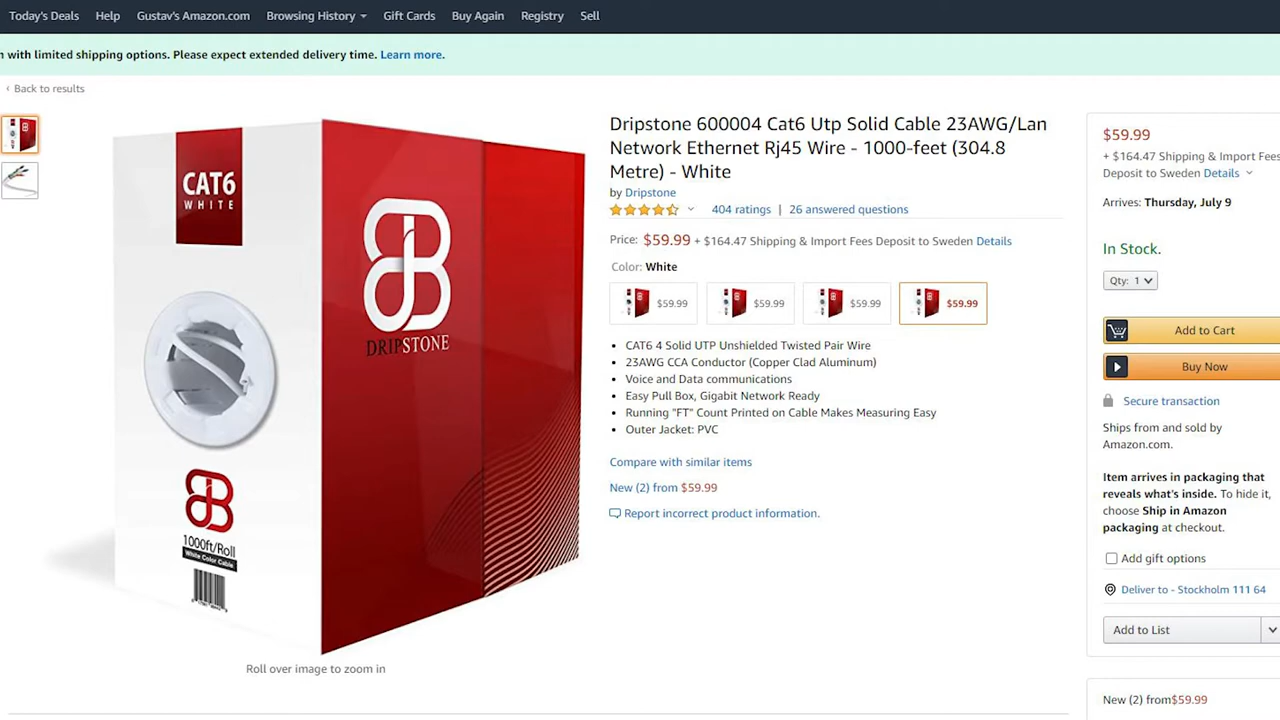 Today's Deals Help Gustav's Amazon.com Browsing History Gift Cards Buy Again Registry Sell
with limited shipping options. Please expect extended delivery time. Learn more.
‹ Back to results
CAT6
WHITE
DRIPSTONE
1000ft/Roll
White Color Cable
Roll over image to zoom in
Dripstone 600004 Cat6 Utp Solid Cable 23AWG/Lan
Network Ethernet Rj45 Wire - 1000-feet (304.8
Metre) - White
by Dripstone
404 ratings | 26 answered questions
Price: $59.99 + $164.47 Shipping & Import Fees Deposit to Sweden Details
Color: White
$59.99 $59.99 $59.99 $59.99
• CAT6 4 Solid UTP Unshielded Twisted Pair Wire
• 23AWG CCA Conductor (Copper Clad Aluminum)
• Voice and Data communications
• Easy Pull Box, Gigabit Network Ready
• Running "FT" Count Printed on Cable Makes Measuring Easy
• Outer Jacket: PVC
Compare with similar items
New (2) from $59.99
Report incorrect product information.
$59.99
+ $164.47 Shipping & Import Fees
Deposit to Sweden Details
Arrives: Thursday, July 9
In Stock.
Qty: 1
Add to Cart
Buy Now
Secure transaction
Ships from and sold by
Amazon.com.
Item arrives in packaging that
reveals what's inside. To hide it,
choose Ship in Amazon
packaging at checkout.
Add gift options
Deliver to - Stockholm 111 64
Add to List
New (2) from$59.99